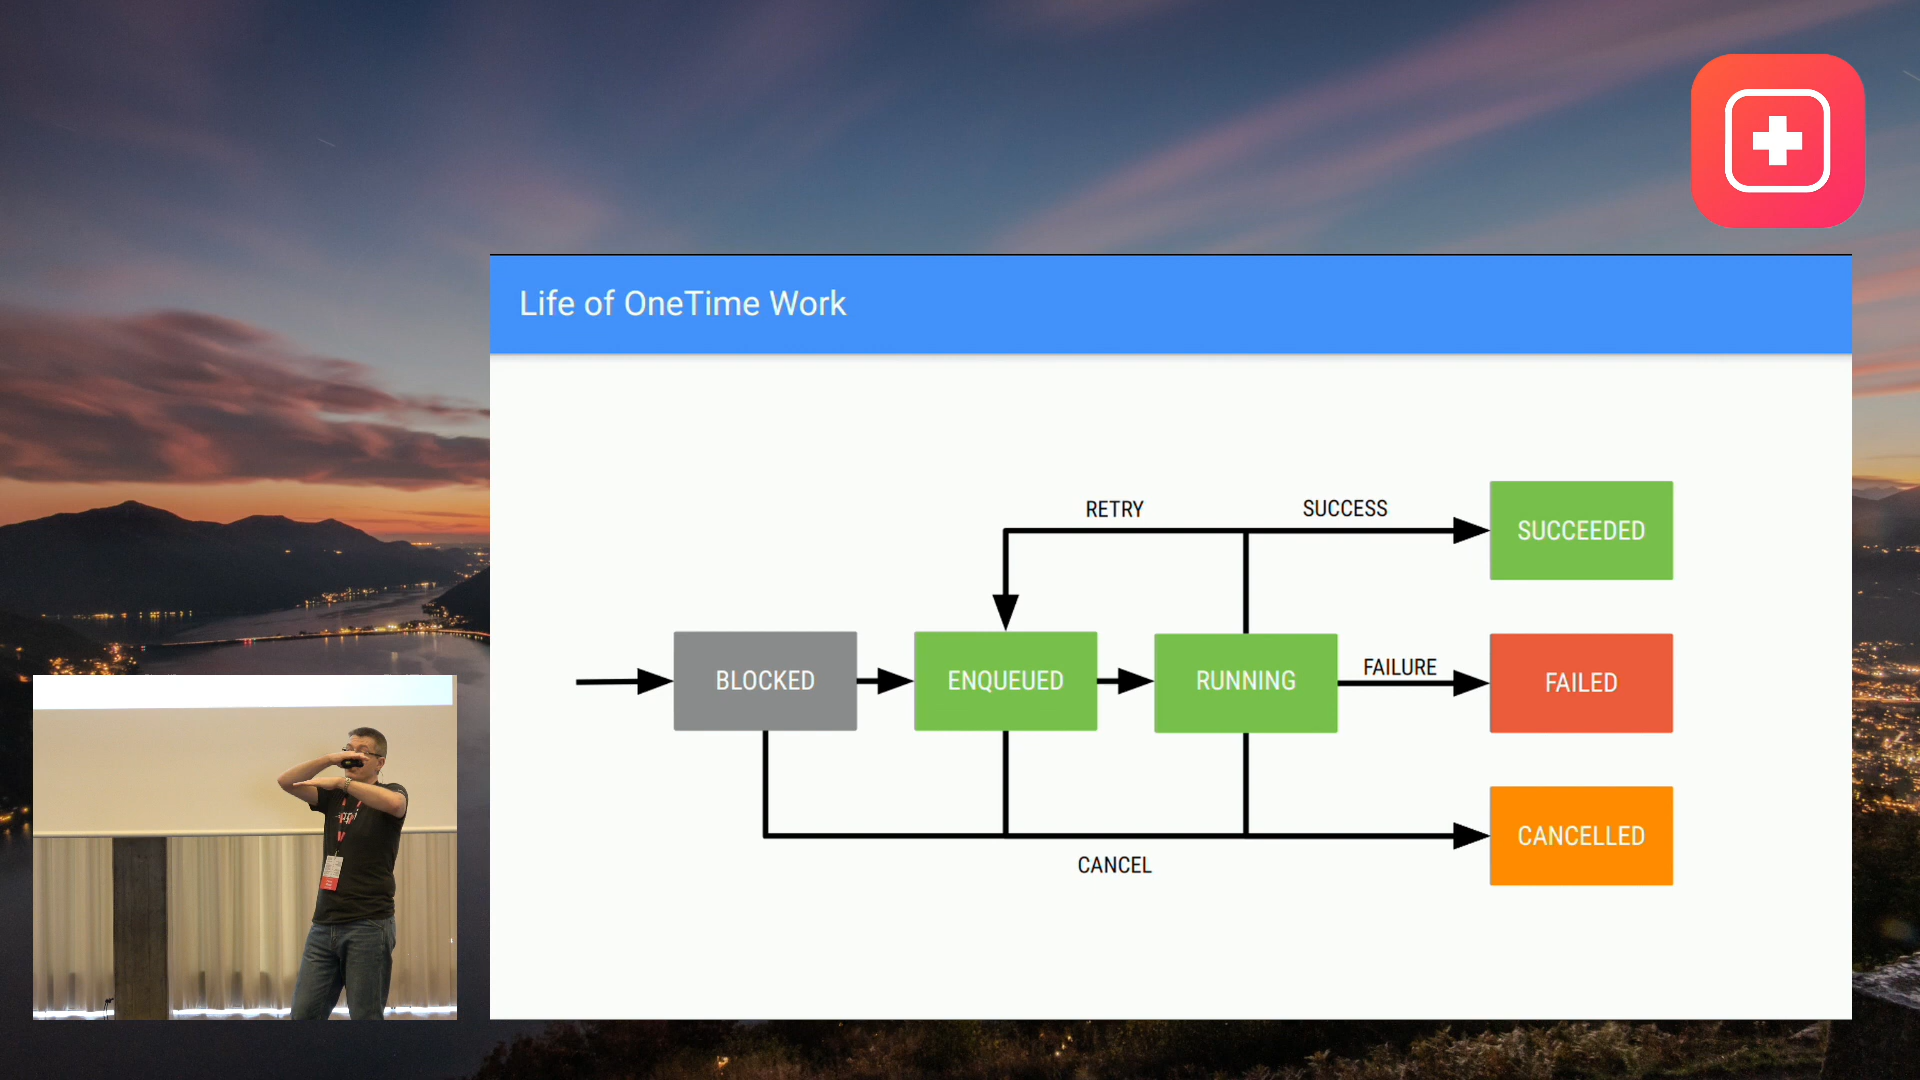 Life of OneTime Work
RETRY
SUCCESS
SUCCEEDED
BLOCKED
ENQUEUED
RUNNING
FAILURE
FAILED
CANCELLED
CANCEL